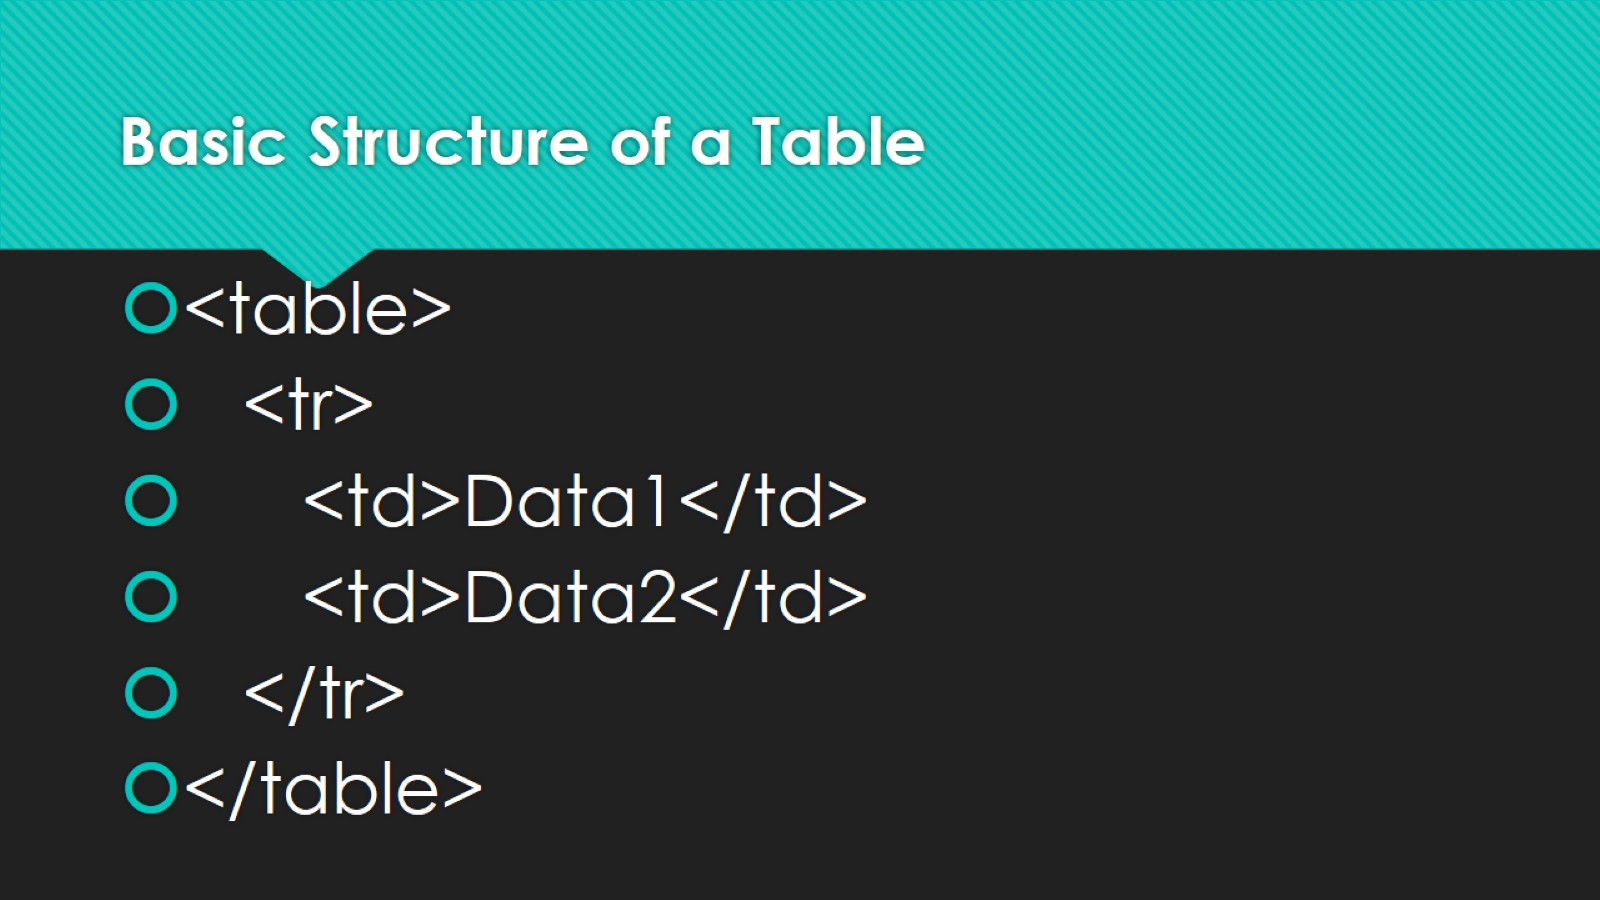 Basic Structure of a Table
<table>
<tr>
<td>Data1</td>
<td>Data2</td>
</tr>
</table>